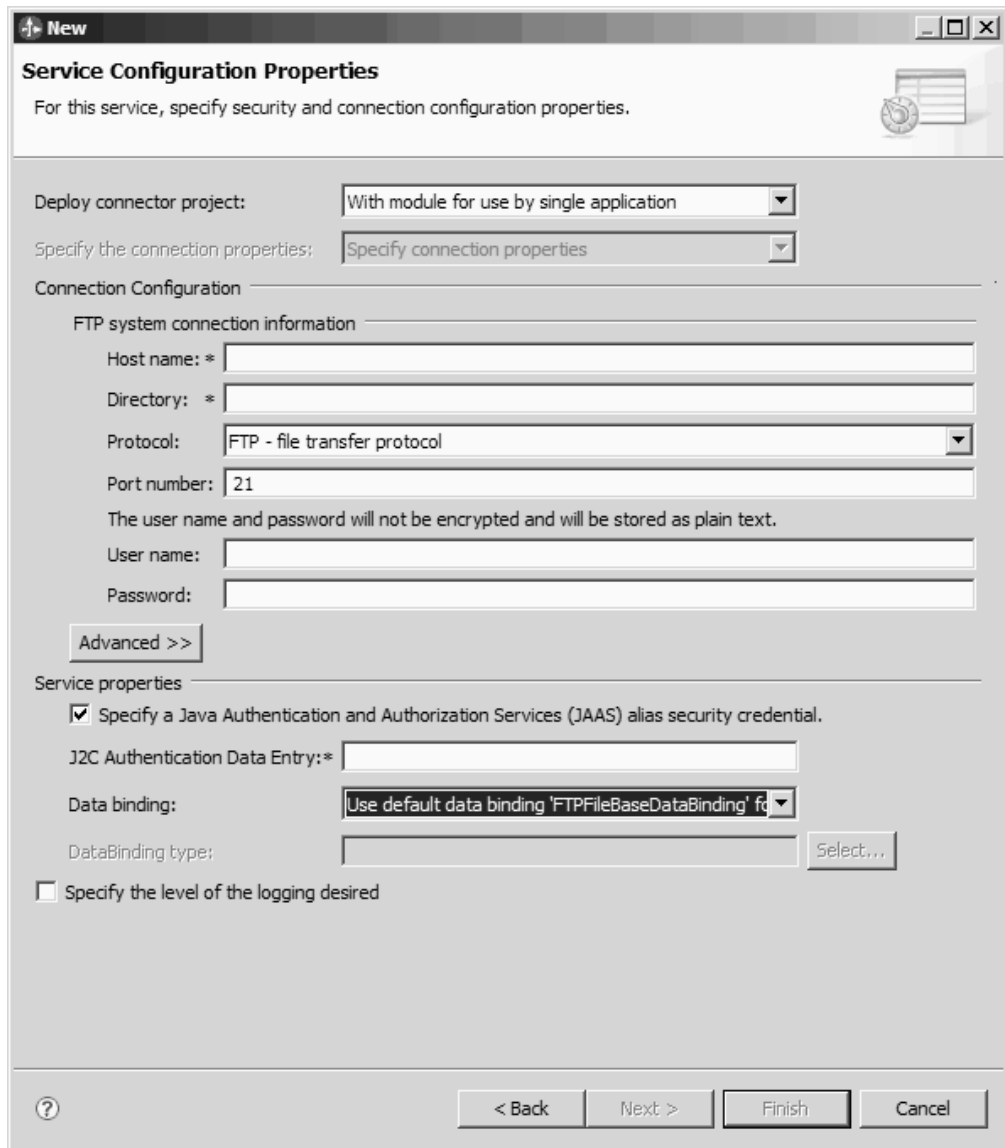 New
Service Configuration Properties
For this service, specify security and connection configuration properties.
Deploy connector project: With module for use by single application
Specify the connection properties: Specify connection properties
Connection Configuration
FTP system connection information
Host name: *
Directory: *
Protocol: FTP - file transfer protocol
Port number: 21
The user name and password will not be encrypted and will be stored as plain text.
User name:
Password:
Advanced >>
Service properties
Specify a Java Authentication and Authorization Services (JAAS) alias security credential.
J2C Authentication Data Entry:*
Data binding: Use default data binding 'FTPFileBaseDataBinding' fo
DataBinding type: Select...
Specify the level of the logging desired
? < Back Next > Finish Cancel